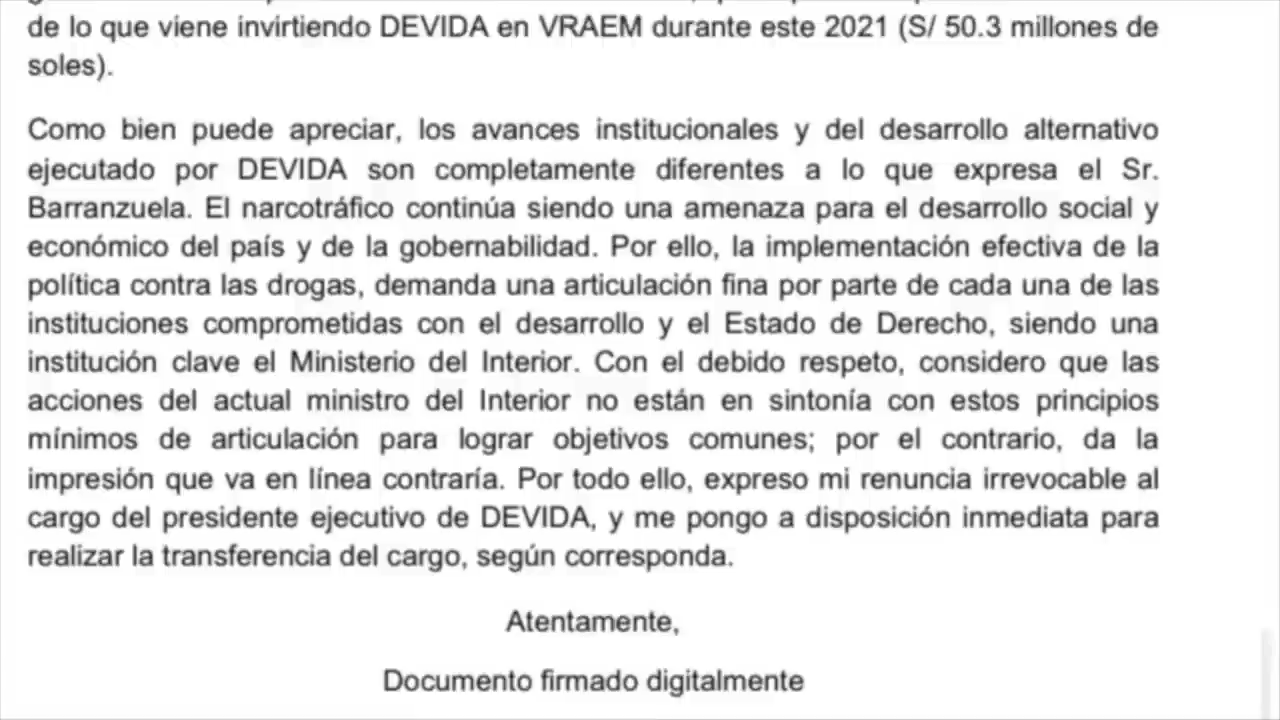 de lo que viene invirtiendo DEVIDA en VRAEM durante este 2021 (S/ 50.3 millones de
soles).
Como bien puede apreciar, los avances institucionales y del desarrollo alternativo
ejecutado por DEVIDA son completamente diferentes a lo que expresa el Sr.
Barranzuela. El narcotráfico continúa siendo una amenaza para el desarrollo social y
económico del país y de la gobernabilidad. Por ello, la implementación efectiva de la
política contra las drogas, demanda una articulación fina por parte de cada una de las
instituciones comprometidas con el desarrollo y el Estado de Derecho, siendo una
institución clave el Ministerio del Interior. Con el debido respeto, considero que las
acciones del actual ministro del Interior no están en sintonía con estos principios
mínimos de articulación para lograr objetivos comunes; por el contrario, da la
impresión que va en línea contraría. Por todo ello, expreso mi renuncia irrevocable al
cargo del presidente ejecutivo de DEVIDA, y me pongo a disposición inmediata para
realizar la transferencia del cargo, según corresponda.
Atentamente,
Documento firmado digitalmente